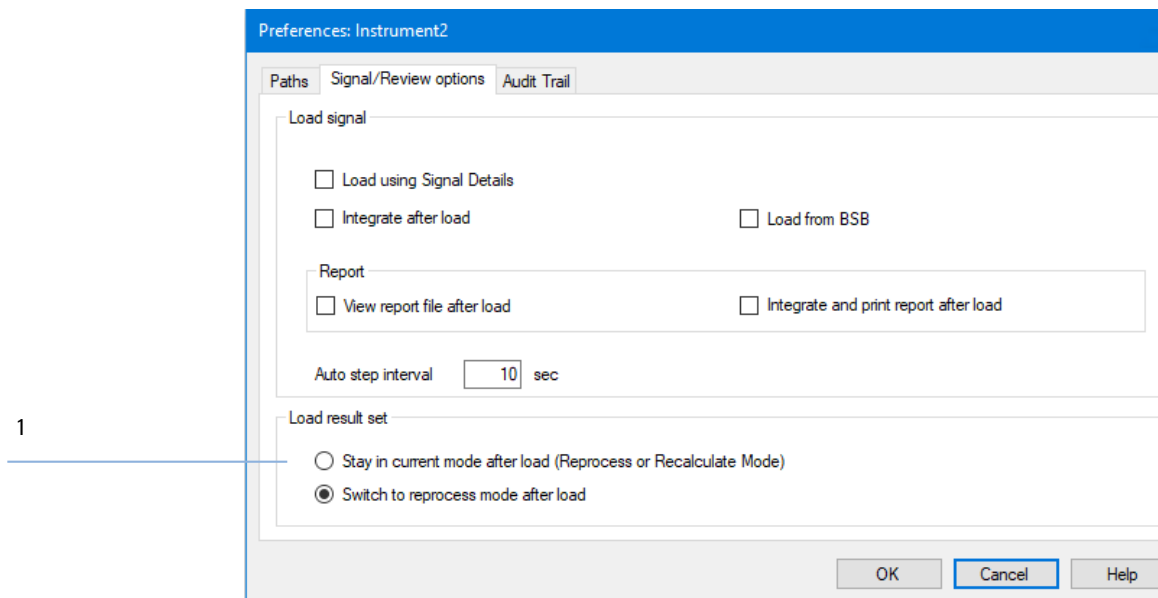 Preferences: Instrument2
Paths Signal/Review options Audit Trail
Load signal
Load using Signal Details
Integrate after load Load from BSB
Report
View report file after load Integrate and print report after load
Auto step interval 10 sec
Load result set
1
Stay in current mode after load (Reprocess or Recalculate Mode)
Switch to reprocess mode after load
OK Cancel Help